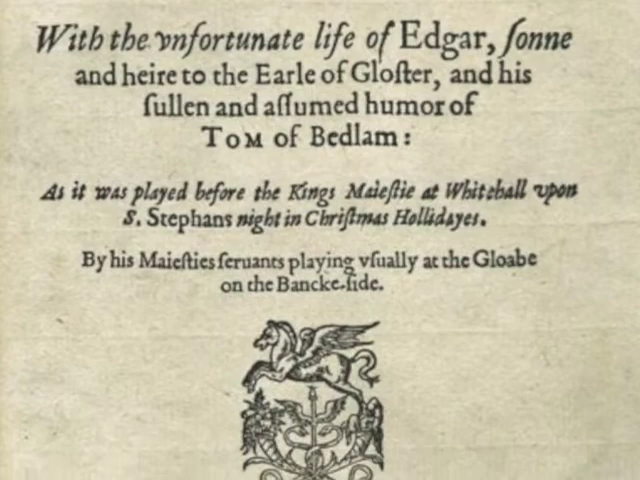 With the vnfortunate life of Edgar, ſonne
and heire to the Earle of Gloſter, and his
ſullen and aſſumed humor of
TOM of Bedlam:
As it was played before the Kings Maieſtie at Whitehall vpon
S. Stephans night in Chriſtmas Hollidayes.
By his Maieſties ſeruants playing vſually at the Gloabe
on the Bancke-ſide.